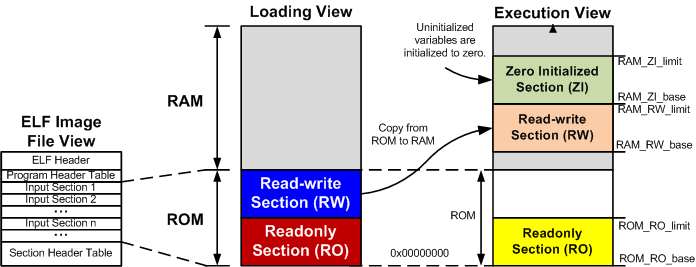 ELF Image
File View
ELF Header
Program Header Table
Input Section 1
Input Section 2
...
Input Section n
...
Section Header Table
Loading View
RAM
ROM
Read-write
Section (RW)
Readonly
Section (RO)
0x00000000
Uninitialized
variables are
initialized to zero.
Copy from
ROM to RAM
Execution View
Zero Initialized
Section (ZI)
Read-write
Section (RW)
ROM
Readonly
Section (RO)
RAM_ZI_limit
RAM_ZI_base
RAM_RW_limit
RAM_RW_base
ROM_RO_limit
ROM_RO_base